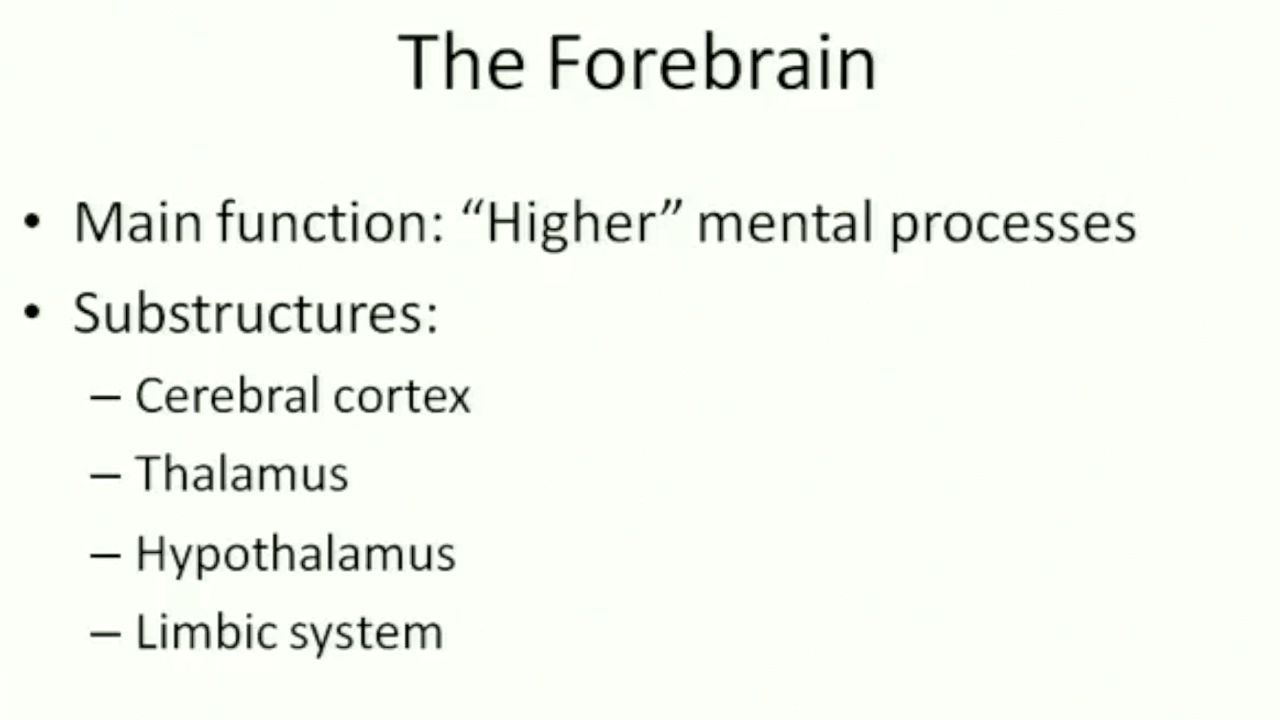 The Forebrain
• Main function: “Higher” mental processes
• Substructures:
– Cerebral cortex
– Thalamus
– Hypothalamus
– Limbic system